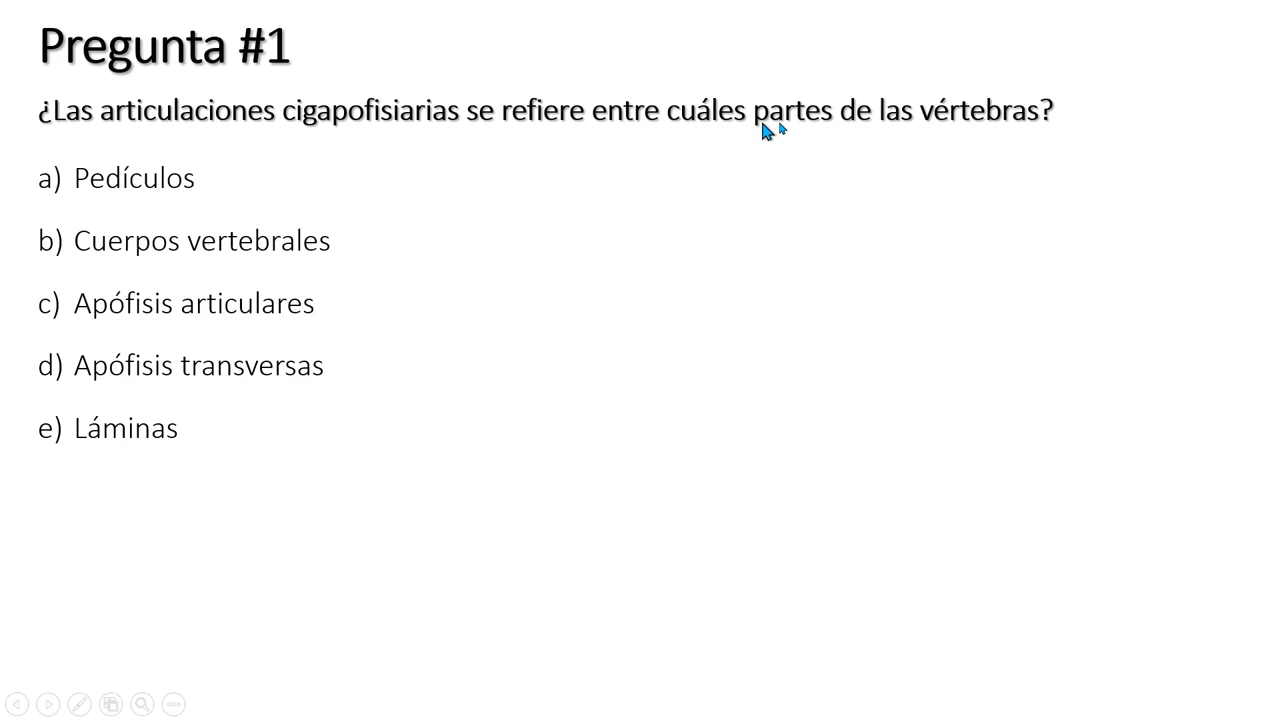 Pregunta #1
¿Las articulaciones cigapofisiarias se refiere entre cuáles partes de las vértebras?
a) Pedículos
b) Cuerpos vertebrales
c) Apófisis articulares
d) Apófisis transversas
e) Láminas